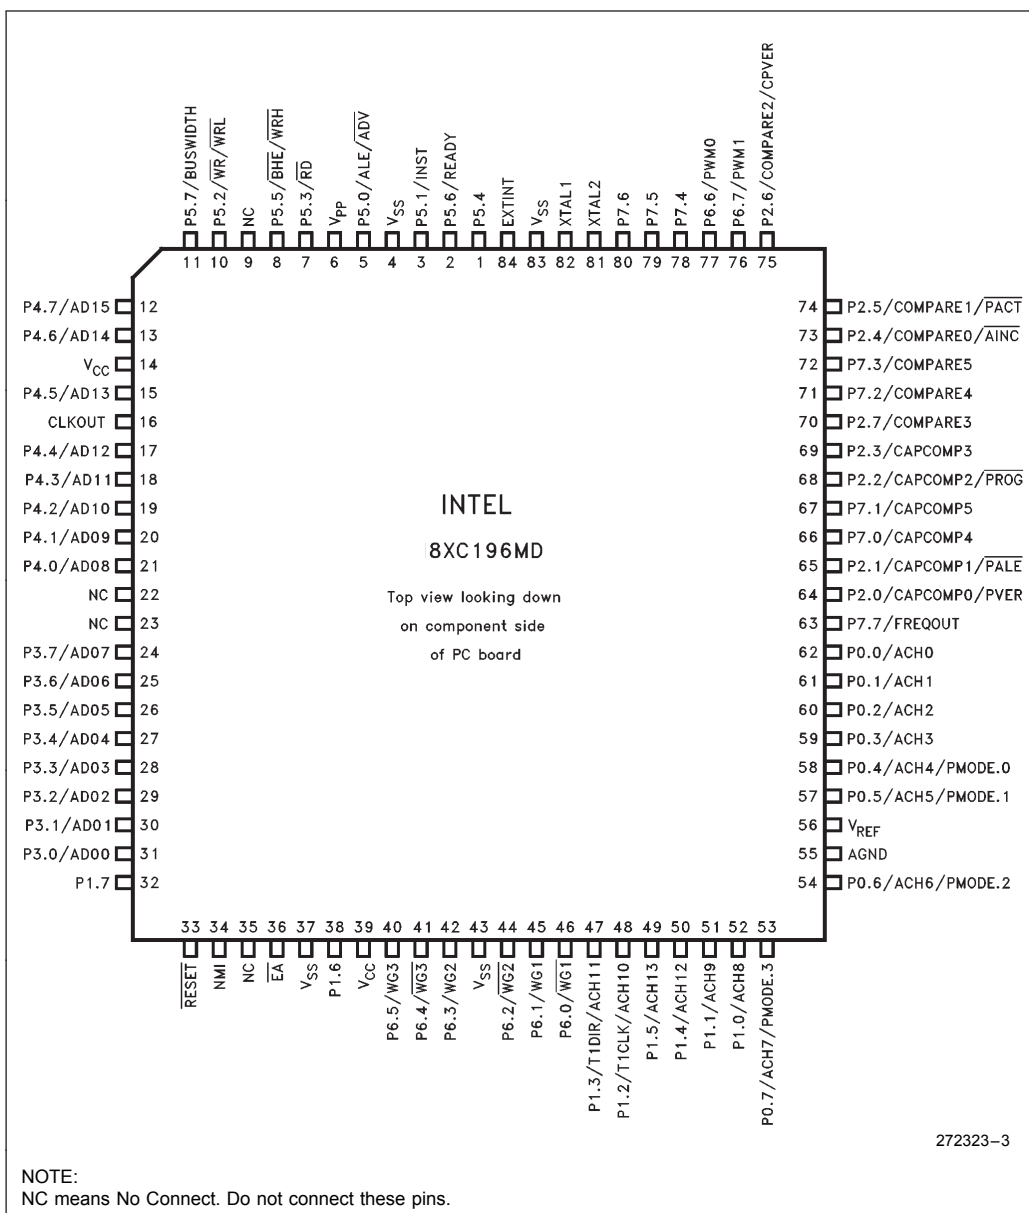 P5.7/BUSWIDTH
P5.2/WR/WRL
NC
P5.5/BHE/WRH
P5.3/RD
VPP
P5.0/ALE/ADV
VSS
P5.1/INST
P5.6/READY
P5.4
EXTINT
VSS
XTAL1
XTAL2
P7.6
P7.5
P7.4
P6.6/PWM0
P6.7/PWM1
P2.6/COMPARE2/CPVER
11 10 9 8 7 6 5 4 3 2 1 84 83 82 81 80 79 78 77 76 75
P4.7/AD15 12
P4.6/AD14 13
VCC 14
P4.5/AD13 15
CLKOUT 16
P4.4/AD12 17
P4.3/AD11 18
P4.2/AD10 19
P4.1/AD09 20
P4.0/AD08 21
NC 22
NC 23
P3.7/AD07 24
P3.6/AD06 25
P3.5/AD05 26
P3.4/AD04 27
P3.3/AD03 28
P3.2/AD02 29
P3.1/AD01 30
P3.0/AD00 31
P1.7 32
INTEL
8XC196MD
Top view looking down
on component side
of PC board
74 P2.5/COMPARE1/PACT
73 P2.4/COMPARE0/AINC
72 P7.3/COMPARE5
71 P7.2/COMPARE4
70 P2.7/COMPARE3
69 P2.3/CAPCOMP3
68 P2.2/CAPCOMP2/PROG
67 P7.1/CAPCOMP5
66 P7.0/CAPCOMP4
65 P2.1/CAPCOMP1/PALE
64 P2.0/CAPCOMP0/PVER
63 P7.7/FREQOUT
62 P0.0/ACH0
61 P0.1/ACH1
60 P0.2/ACH2
59 P0.3/ACH3
58 P0.4/ACH4/PMODE.0
57 P0.5/ACH5/PMODE.1
56 VREF
55 AGND
54 P0.6/ACH6/PMODE.2
33 34 35 36 37 38 39 40 41 42 43 44 45 46 47 48 49 50 51 52 53
RESET
NMI
NC
EA
VSS
P1.6
VCC
P6.5/WG3
P6.4/WG3
P6.3/WG2
VSS
P6.2/WG2
P6.1/WG1
P6.0/WG1
P1.3/T1DIR/ACH11
P1.2/T1CLK/ACH10
P1.5/ACH13
P1.4/ACH12
P1.1/ACH9
P1.0/ACH8
P0.7/ACH7/PMODE.3
272323–3
NOTE:
NC means No Connect. Do not connect these pins.